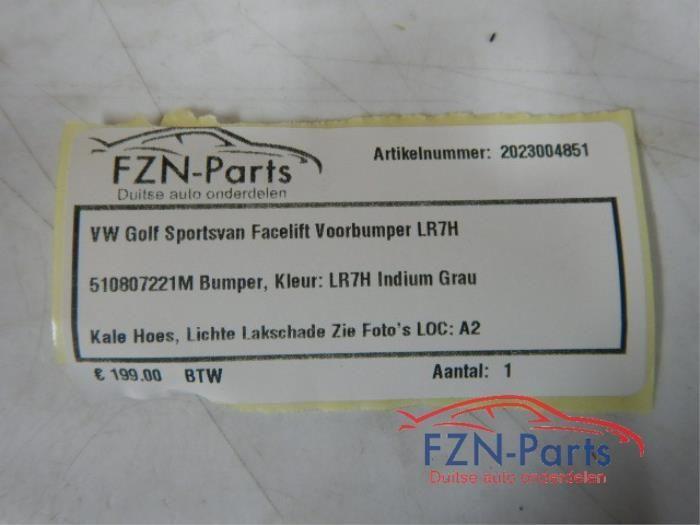 FZN-Parts
Duitse auto onderdelen
Artikelnummer: 2023004851
VW Golf Sportsvan Facelift Voorbumper LR7H
510807221M Bumper, Kleur: LR7H Indium Grau
Kale Hoes, Lichte Lakschade Zie Foto's LOC: A2
€ 199.00 BTW
Aantal: 1
FZN-Parts
Duitse auto onderdelen